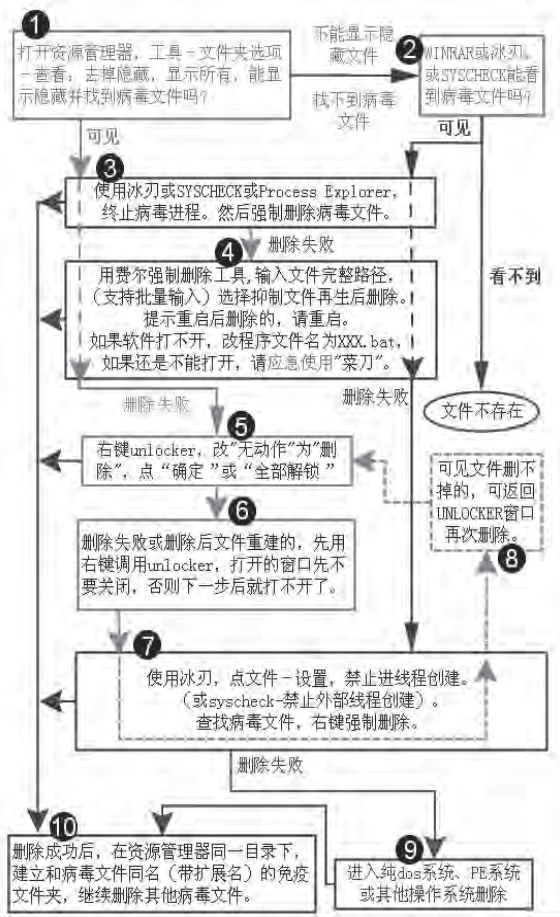 1
打开资源管理器，工具－文件夹选项
－查看：去掉隐藏，显示所有，能显
示隐藏并找到病毒文件吗？
不能显示隐
藏文件
找不到病毒
文件
2
WINRAR或冰刃，
或SYSCHECK能看
到病毒文件吗？
可见
可见
3
使用冰刃或SYSCHECK或Process Explorer，
终止病毒进程。然后强制删除病毒文件。
删除失败
看不到
4
用费尔强制删除工具,输入文件完整路径，
（支持批量输入）选择抑制文件再生后删除。
提示重启后删除的，请重启。
如果软件打不开，改程序文件名为XXX.bat，
如果还是不能打开，请应急使用"菜刀"。
删除失败
删除失败
文件不存在
5
右键unlocker，改"无动作"为"删
除"，点“确定 ”或“全部解锁 ”
可见文件删不
掉的，可返回
UNLOCKER窗口
再次删除。
8
6
删除失败或删除后文件重建的，先用
右键调用unlocker，打开的窗口先不
要关闭，否则下一步后就打不开了。
7
使用冰刃，点文件－设置，禁止进线程创建。
（或syscheck-禁止外部线程创建）。
查找病毒文件，右键强制删除。
删除失败
10
删除成功后，在资源管理器同一目录下，
建立和病毒文件同名（带扩展名）的免疫
文件夹，继续删除其他病毒文件。
9
进入纯dos系统、PE系统
或其他操作系统删除